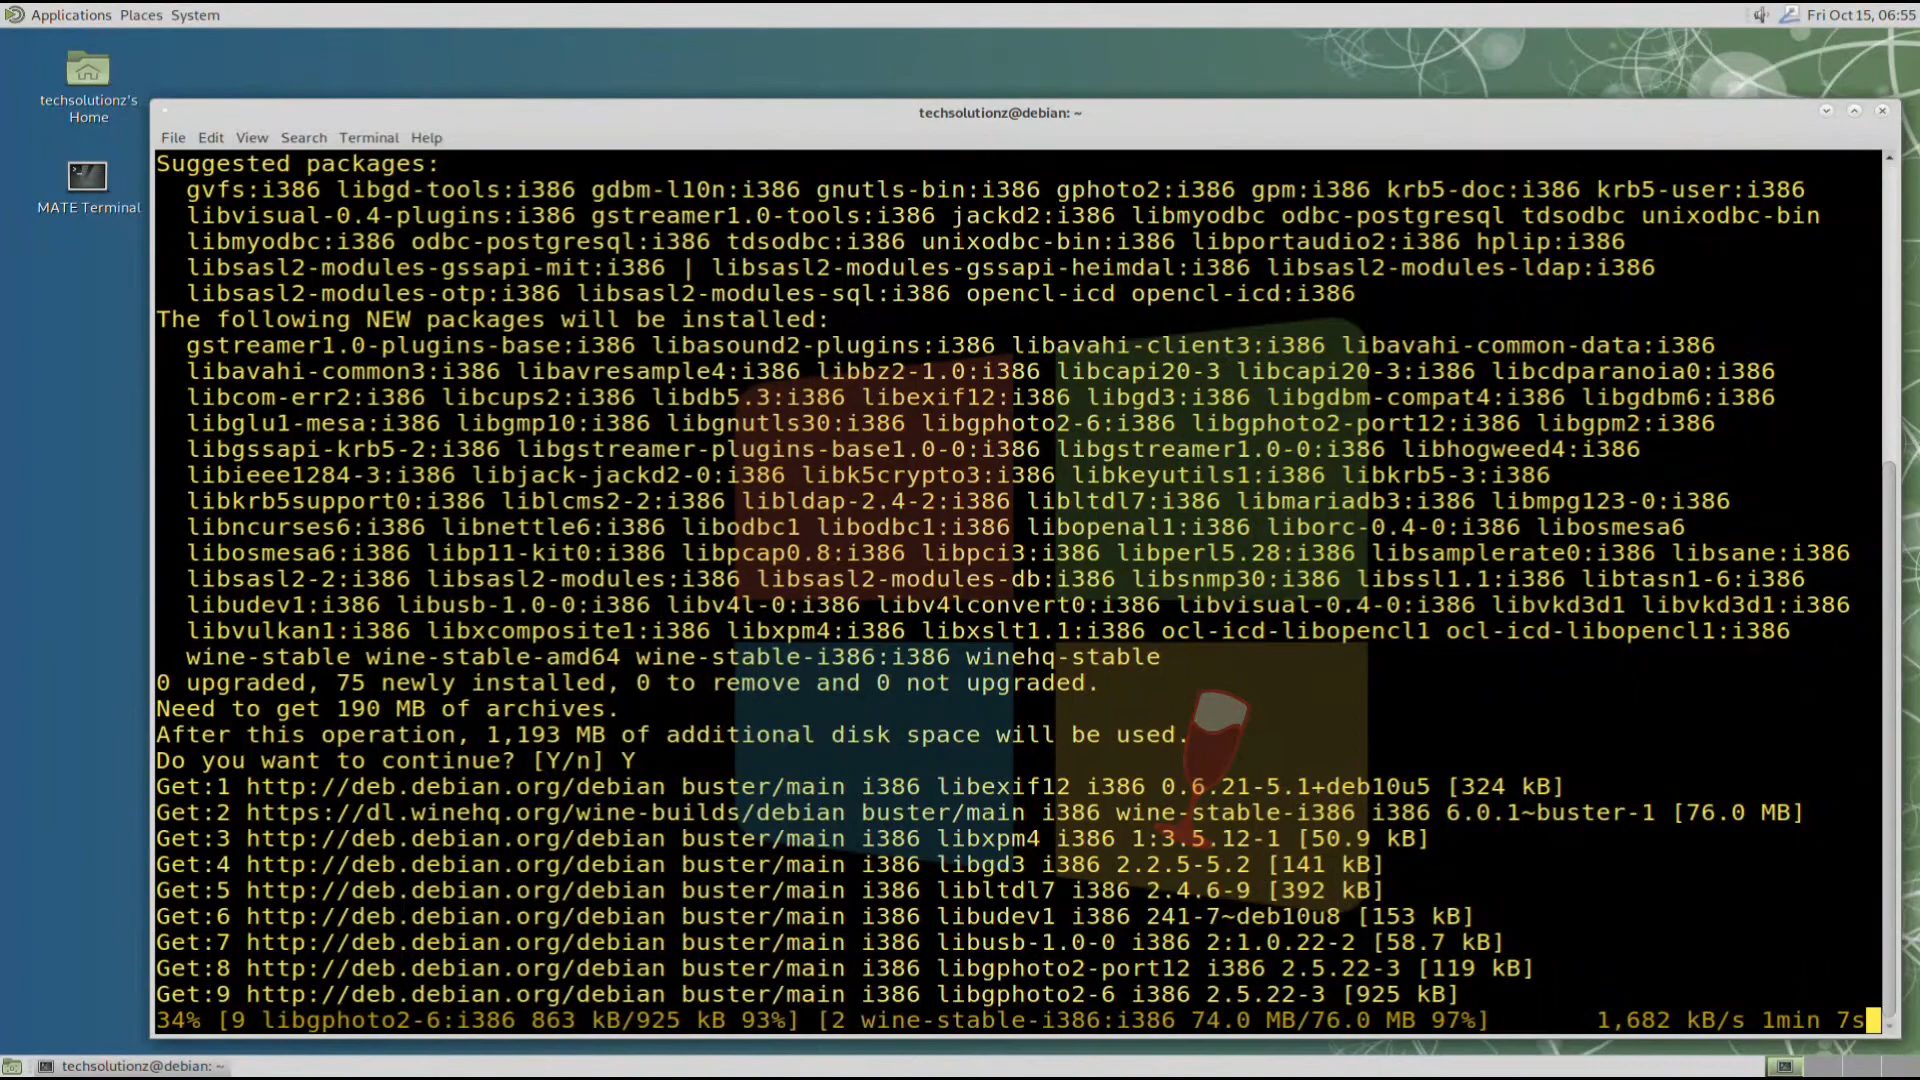 Applications Places System
Fri Oct 15, 06:55
techsolutionz's
Home
MATE Terminal
techsolutionz@debian: ~
File Edit View Search Terminal Help
Suggested packages:
gvfs:i386 libgd-tools:i386 gdbm-l10n:i386 gnutls-bin:i386 gphoto2:i386 gpm:i386 krb5-doc:i386 krb5-user:i386
libvisual-0.4-plugins:i386 gstreamer1.0-tools:i386 jackd2:i386 libmyodbc odbc-postgresql tdsodbc unixodbc-bin
libmyodbc:i386 odbc-postgresql:i386 tdsodbc:i386 unixodbc-bin:i386 libportaudio2:i386 hplip:i386
libsasl2-modules-gssapi-mit:i386 | libsasl2-modules-gssapi-heimdal:i386 libsasl2-modules-ldap:i386
libsasl2-modules-otp:i386 libsasl2-modules-sql:i386 opencl-icd opencl-icd:i386
The following NEW packages will be installed:
gstreamer1.0-plugins-base:i386 libasound2-plugins:i386 libavahi-client3:i386 libavahi-common-data:i386
libavahi-common3:i386 libavresample4:i386 libbz2-1.0:i386 libcapi20-3 libcapi20-3:i386 libcdparanoia0:i386
libcom-err2:i386 libcups2:i386 libdb5.3:i386 libexif12:i386 libgd3:i386 libgdbm-compat4:i386 libgdbm6:i386
libglu1-mesa:i386 libgmp10:i386 libgnutls30:i386 libgphoto2-6:i386 libgphoto2-port12:i386 libgpm2:i386
libgssapi-krb5-2:i386 libgstreamer-plugins-base1.0-0:i386 libgstreamer1.0-0:i386 libhogweed4:i386
libieee1284-3:i386 libjack-jackd2-0:i386 libk5crypto3:i386 libkeyutils1:i386 libkrb5-3:i386
libkrb5support0:i386 liblcms2-2:i386 libldap-2.4-2:i386 libltdl7:i386 libmariadb3:i386 libmpg123-0:i386
libncurses6:i386 libnettle6:i386 libodbc1 libodbc1:i386 libopenal1:i386 liborc-0.4-0:i386 libosmesa6
libosmesa6:i386 libp11-kit0:i386 libpcap0.8:i386 libpci3:i386 libperl5.28:i386 libsamplerate0:i386 libsane:i386
libsasl2-2:i386 libsasl2-modules:i386 libsasl2-modules-db:i386 libsnmp30:i386 libssl1.1:i386 libtasn1-6:i386
libudev1:i386 libusb-1.0-0:i386 libv4l-0:i386 libv4lconvert0:i386 libvisual-0.4-0:i386 libvkd3d1 libvkd3d1:i386
libvulkan1:i386 libxcomposite1:i386 libxpm4:i386 libxslt1.1:i386 ocl-icd-libopencl1 ocl-icd-libopencl1:i386
wine-stable wine-stable-amd64 wine-stable-i386:i386 winehq-stable
0 upgraded, 75 newly installed, 0 to remove and 0 not upgraded.
Need to get 190 MB of archives.
After this operation, 1,193 MB of additional disk space will be used.
Do you want to continue? [Y/n] Y
Get:1 http://deb.debian.org/debian buster/main i386 libexif12 i386 0.6.21-5.1+deb10u5 [324 kB]
Get:2 https://dl.winehq.org/wine-builds/debian buster/main i386 wine-stable-i386 i386 6.0.1~buster-1 [76.0 MB]
Get:3 http://deb.debian.org/debian buster/main i386 libxpm4 i386 1:3.5.12-1 [50.9 kB]
Get:4 http://deb.debian.org/debian buster/main i386 libgd3 i386 2.2.5-5.2 [141 kB]
Get:5 http://deb.debian.org/debian buster/main i386 libltdl7 i386 2.4.6-9 [392 kB]
Get:6 http://deb.debian.org/debian buster/main i386 libudev1 i386 241-7~deb10u8 [153 kB]
Get:7 http://deb.debian.org/debian buster/main i386 libusb-1.0-0 i386 2:1.0.22-2 [58.7 kB]
Get:8 http://deb.debian.org/debian buster/main i386 libgphoto2-port12 i386 2.5.22-3 [119 kB]
Get:9 http://deb.debian.org/debian buster/main i386 libgphoto2-6 i386 2.5.22-3 [925 kB]
34% [9 libgphoto2-6:i386 863 kB/925 kB 93%] [2 wine-stable-i386:i386 74.0 MB/76.0 MB 97%] 1,682 kB/s 1min 7s
techsolutionz@debian: ~